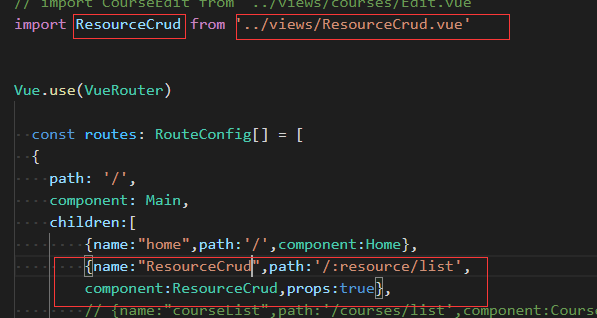 // import CourseEdit from '../views/courses/Edit.vue'
import ResourceCrud from '../views/ResourceCrud.vue'
Vue.use(VueRouter)
const routes: RouteConfig[] = [
{
path: '/',
component: Main,
children:[
{name:"home",path:'/',component:Home},
{name:"ResourceCrud",path:'/:resource/list',
component:ResourceCrud,props:true},
// {name:"courseList",path:'/courses/list',component:Cours